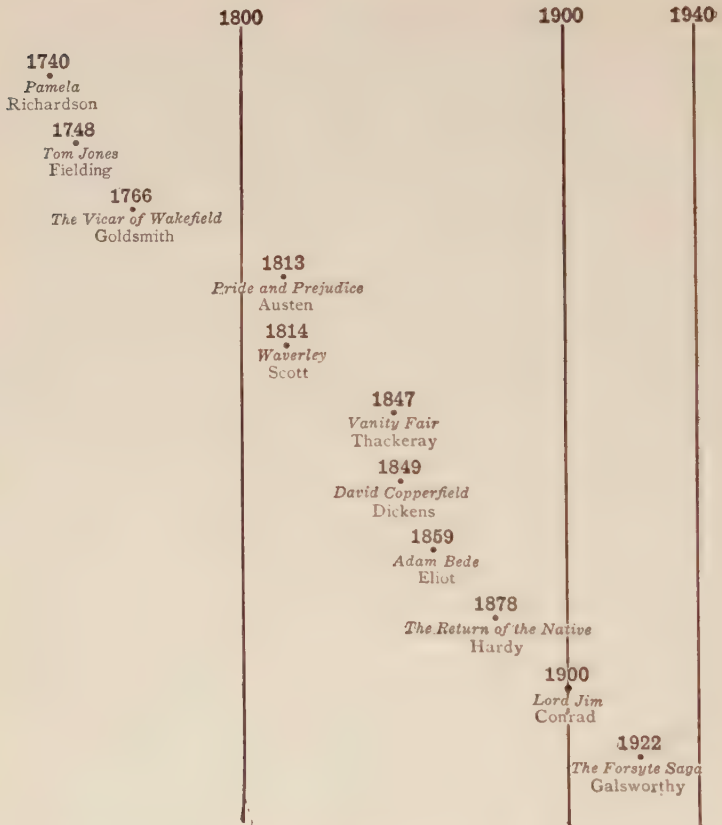 1800 1900 1940
1740
Pamela
Richardson
1748
Tom Jones
Fielding
1766
The Vicar of Wakefield
Goldsmith
1813
Pride and Prejudice
Austen
1814
Waverley
Scott
1847
Vanity Fair
Thackeray
1849
David Copperfield
Dickens
1859
Adam Bede
Eliot
1878
The Return of the Native
Hardy
1900
Lord Jim
Conrad
1922
The Forsyte Saga
Galsworthy